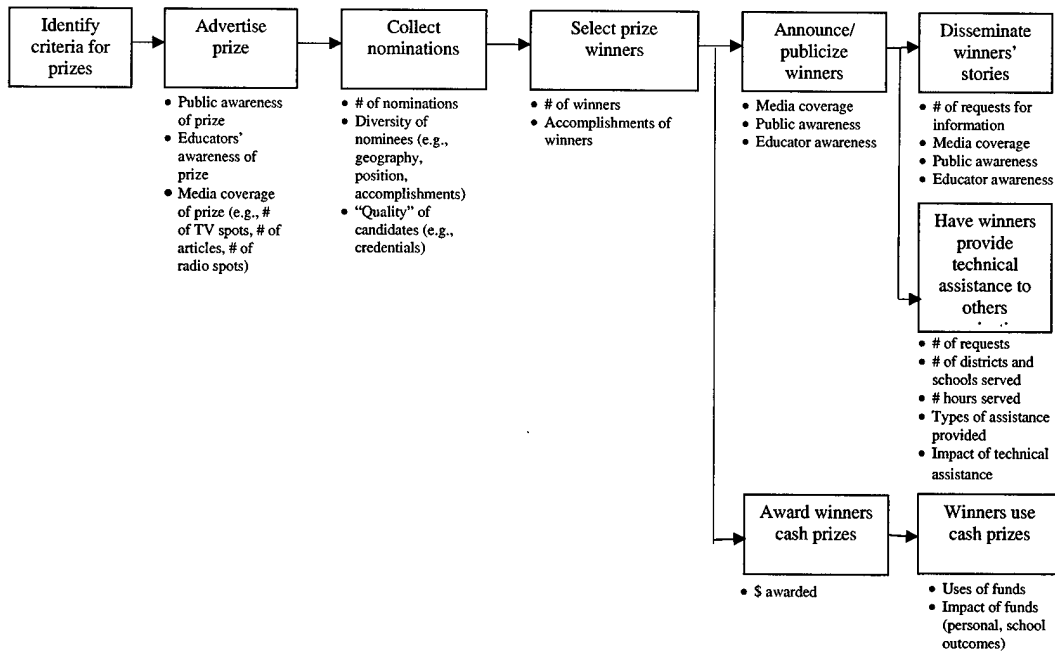 Identify
criteria for
prizes
Advertise
prize
• Public awareness
of prize
• Educators'
awareness of
prize
• Media coverage
of prize (e.g., #
of TV spots, # of
articles, # of
radio spots)
Collect
nominations
• # of nominations
• Diversity of
nominees (e.g.,
geography,
position,
accomplishments)
• “Quality” of
candidates (e.g.,
credentials)
Select prize
winners
• # of winners
• Accomplishments of
winners
Announce/
publicize
winners
• Media coverage
• Public awareness
• Educator awareness
Disseminate
winners'
stories
• # of requests for
information
• Media coverage
• Public awareness
• Educator awareness
Have winners
provide
technical
assistance to
others
• # of requests
• # of districts and
schools served
• # hours served
• Types of assistance
provided
• Impact of technical
assistance
Award winners
cash prizes
• $ awarded
Winners use
cash prizes
• Uses of funds
• Impact of funds
(personal, school
outcomes)